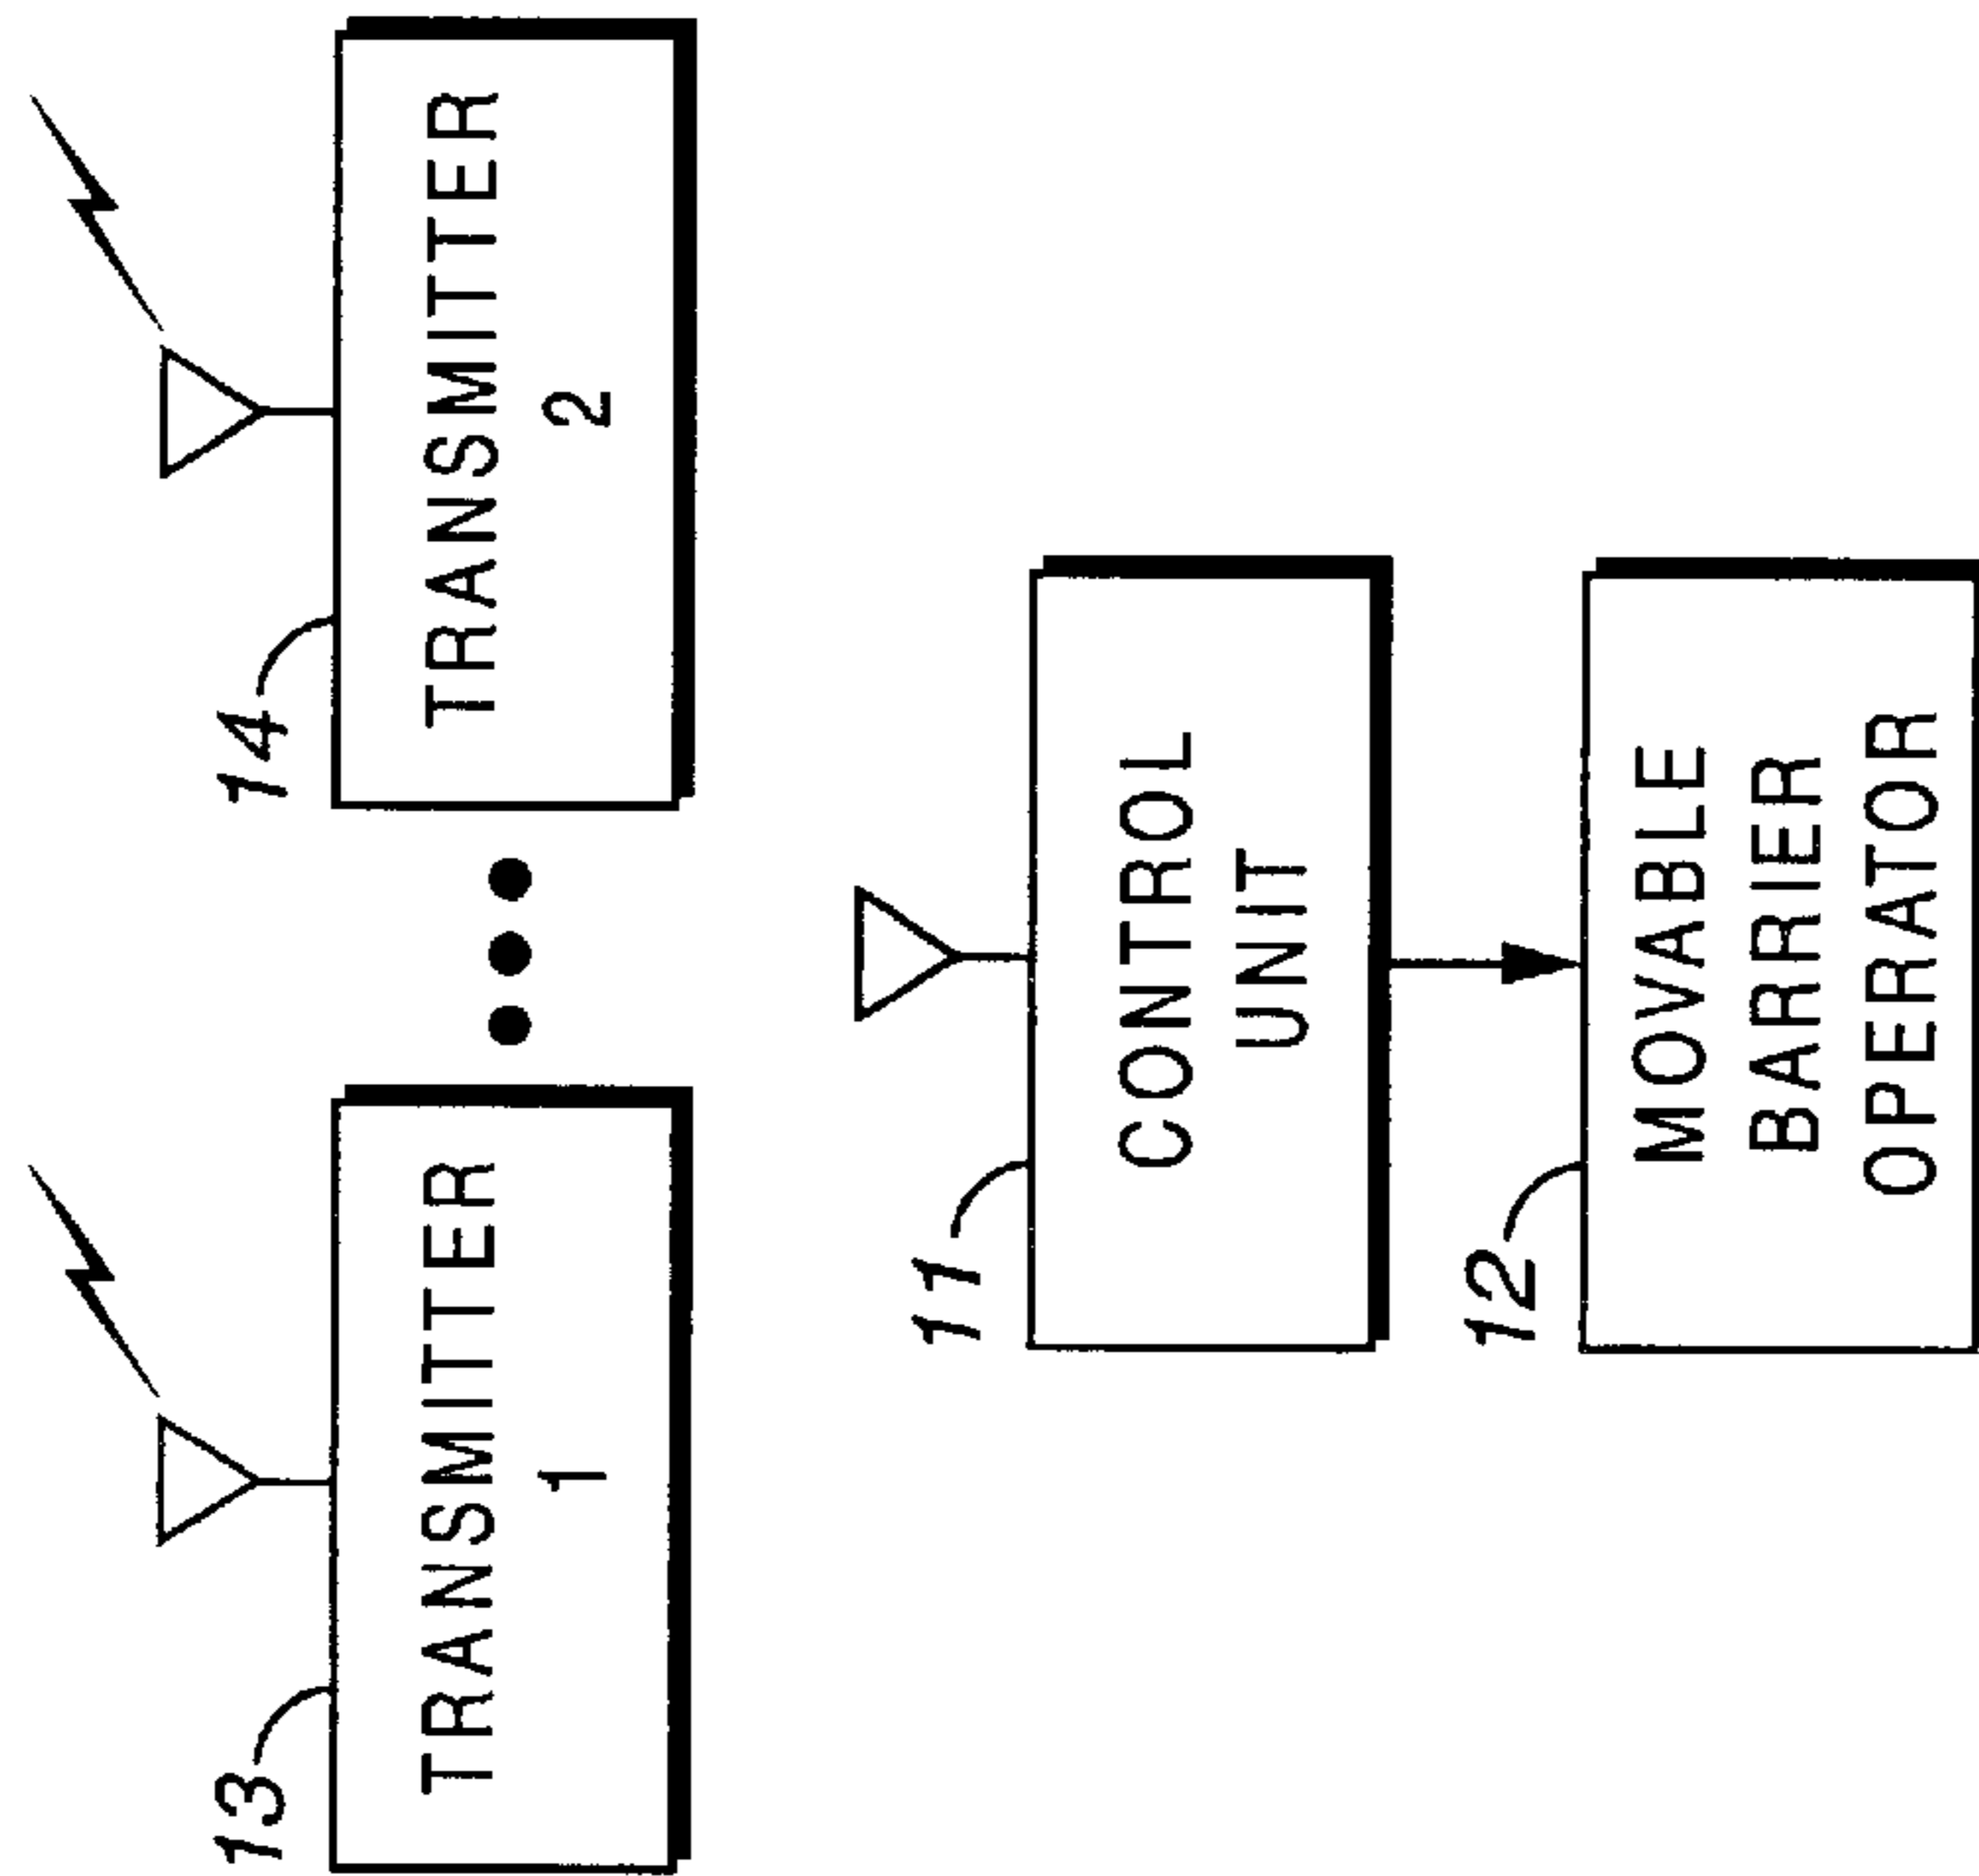 13
TRANSMITTER
1
14
TRANSMITTER
2
11
CONTROL
UNIT
12
MOVABLE
BARRIER
OPERATOR